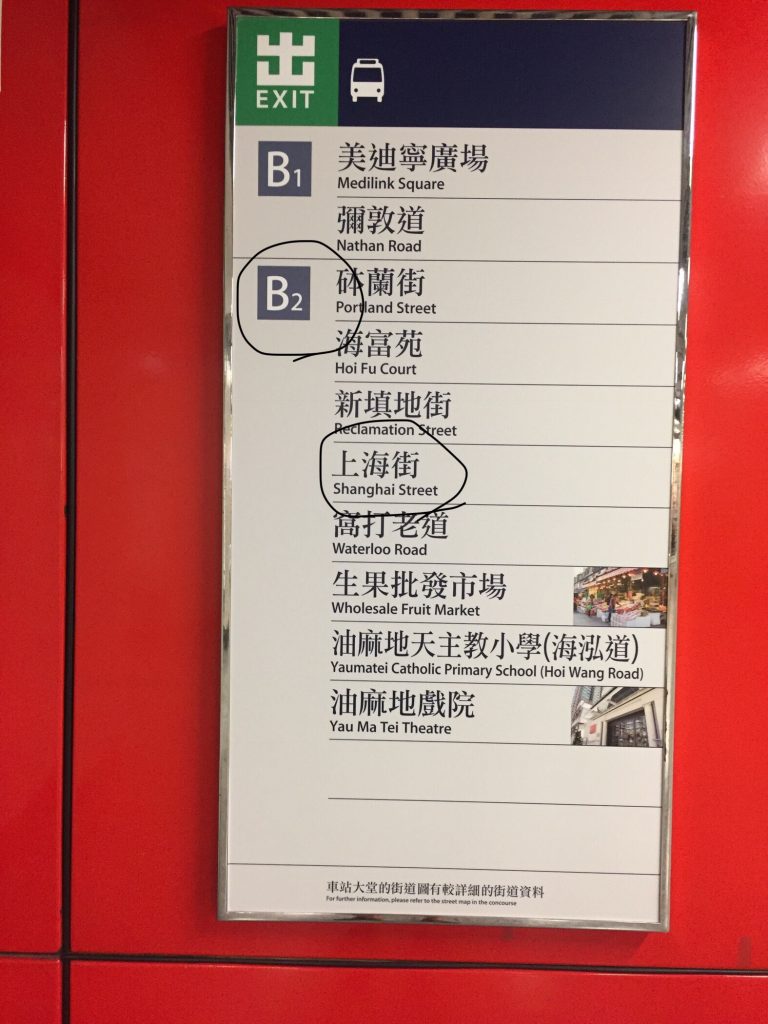 出
EXIT
B1
美迪寧廣場
Medilink Square
彌敦道
Nathan Road
B2
砵蘭街
Portland Street
海富苑
Hoi Fu Court
新填地街
Reclamation Street
上海街
Shanghai Street
窩打老道
Waterloo Road
生果批發市場
Wholesale Fruit Market
油麻地天主教小學(海泓道)
Yaumatei Catholic Primary School (Hoi Wang Road)
油麻地戲院
Yau Ma Tei Theatre
車站大堂的街道圖有較詳細的街道資料
For further information, please refer to the street map in the concourse